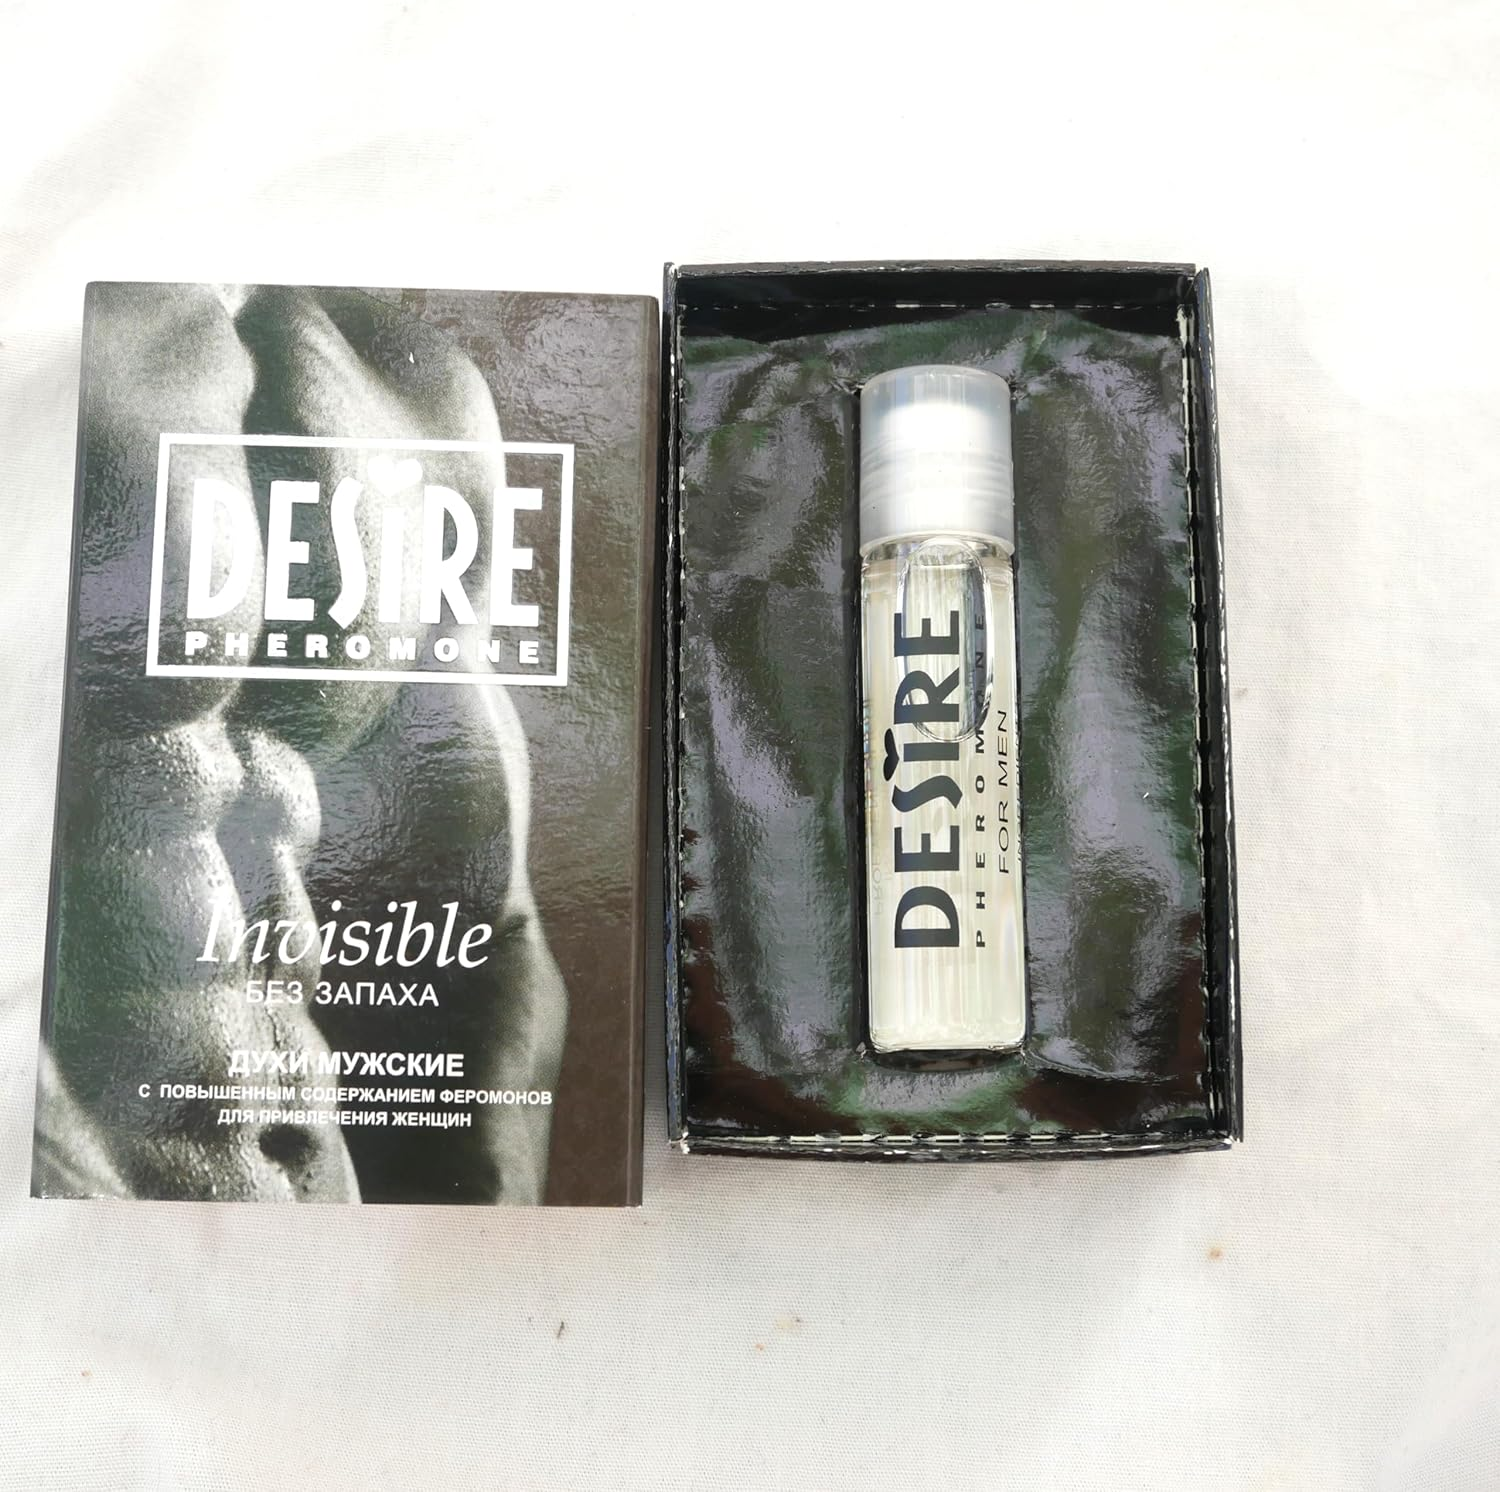 DESiRE
PHEROMONE
Invisible
БЕЗ ЗАПАХА
ДУХИ МУЖСКИЕ
С ПОВЫШЕННЫМ СОДЕРЖАНИЕМ ФЕРОМОНОВ
ДЛЯ ПРИВЛЕЧЕНИЯ ЖЕНЩИН
DESiRE
PHEROMONE
FOR MEN